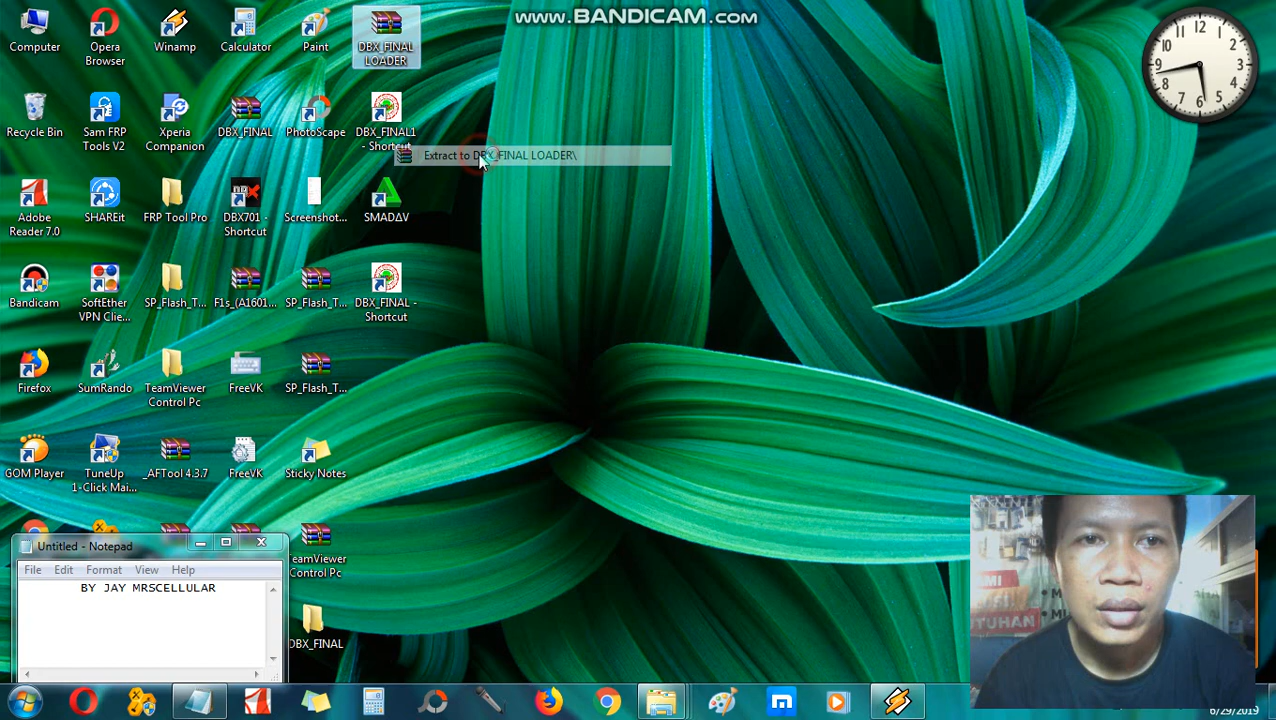 www.BANDICAM.com
Computer
Opera
Browser
Winamp
Calculator
Paint
DBX_FINAL
LOADER
Recycle Bin
Sam FRP
Tools V2
Xperia
Companion
DBX_FINAL
PhotoScape
DBX_FINAL1
- Shortcut
Extract to DBX_FINAL LOADER\
Adobe
Reader 7.0
SHAREit
FRP Tool Pro
DBX701 -
Shortcut
Screenshot...
SMADΔV
Bandicam
SoftEther
VPN Clie...
SP_Flash_T...
F1s_(A1601...
SP_Flash_T...
DBX_FINAL -
Shortcut
Firefox
SumRando
TeamViewer
Control Pc
FreeVK
SP_Flash_T...
GOM Player
TuneUp
1-Click Mai...
_AFTool 4.3.7
FreeVK
Sticky Notes
TeamViewer
Control Pc
DBX_FINAL
Untitled - Notepad
File Edit Format View Help
BY JAY MRSCELLULAR
6/29/2019